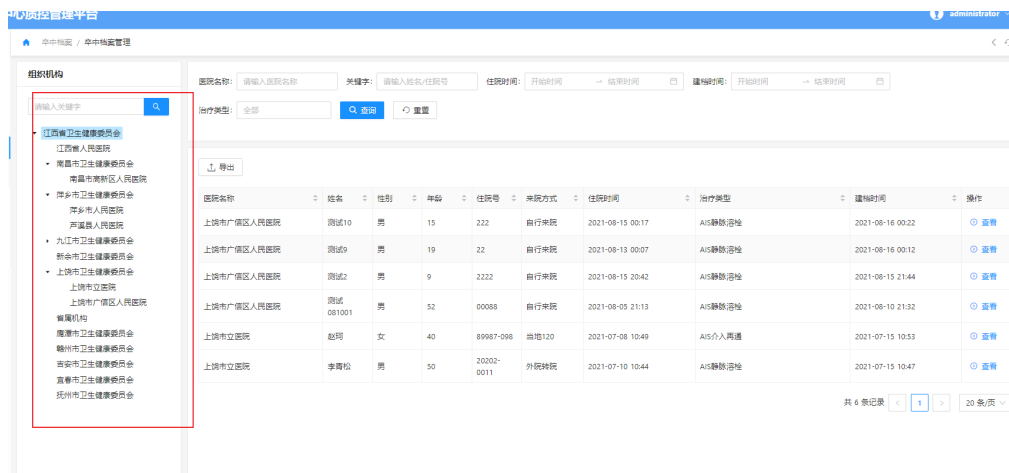 中心质控管理平台
administrator
卒中档案 / 卒中档案管理
组织机构
请输入关键字
江西省卫生健康委员会
江西省人民医院
南昌市卫生健康委员会
南昌市高新区人民医院
萍乡市卫生健康委员会
萍乡市人民医院
芦溪县人民医院
九江市卫生健康委员会
新余市卫生健康委员会
上饶市卫生健康委员会
上饶市立医院
上饶市广信区人民医院
省属机构
鹰潭市卫生健康委员会
赣州市卫生健康委员会
吉安市卫生健康委员会
宜春市卫生健康委员会
抚州市卫生健康委员会
医院名称: 请输入医院名称 关键字: 请输入姓名/住院号 住院时间: 开始时间 → 结束时间 建档时间: 开始时间 → 结束时间
治疗类型: 全部 查询 重置
导出
医院名称 姓名 性别 年龄 住院号 来院方式 住院时间 治疗类型 建档时间 操作
上饶市广信区人民医院 测试10 男 15 222 自行来院 2021-08-15 00:17 AIS静脉溶栓 2021-08-16 00:22 查看
上饶市广信区人民医院 测试9 男 19 22 自行来院 2021-08-13 00:07 AIS静脉溶栓 2021-08-16 00:12 查看
上饶市广信区人民医院 测试2 男 9 2222 自行来院 2021-08-15 20:42 AIS静脉溶栓 2021-08-15 21:44 查看
上饶市广信区人民医院 测试081001 男 52 00088 自行来院 2021-08-05 21:13 AIS静脉溶栓 2021-08-10 21:32 查看
上饶市立医院 赵珂 女 40 89987-098 当地120 2021-07-08 10:49 AIS介入再通 2021-07-15 10:53 查看
上饶市立医院 李青松 男 50 20202-0011 外院转院 2021-07-10 10:44 AIS静脉溶栓 2021-07-15 10:47 查看
共 6 条记录 < 1 > 20 条/页